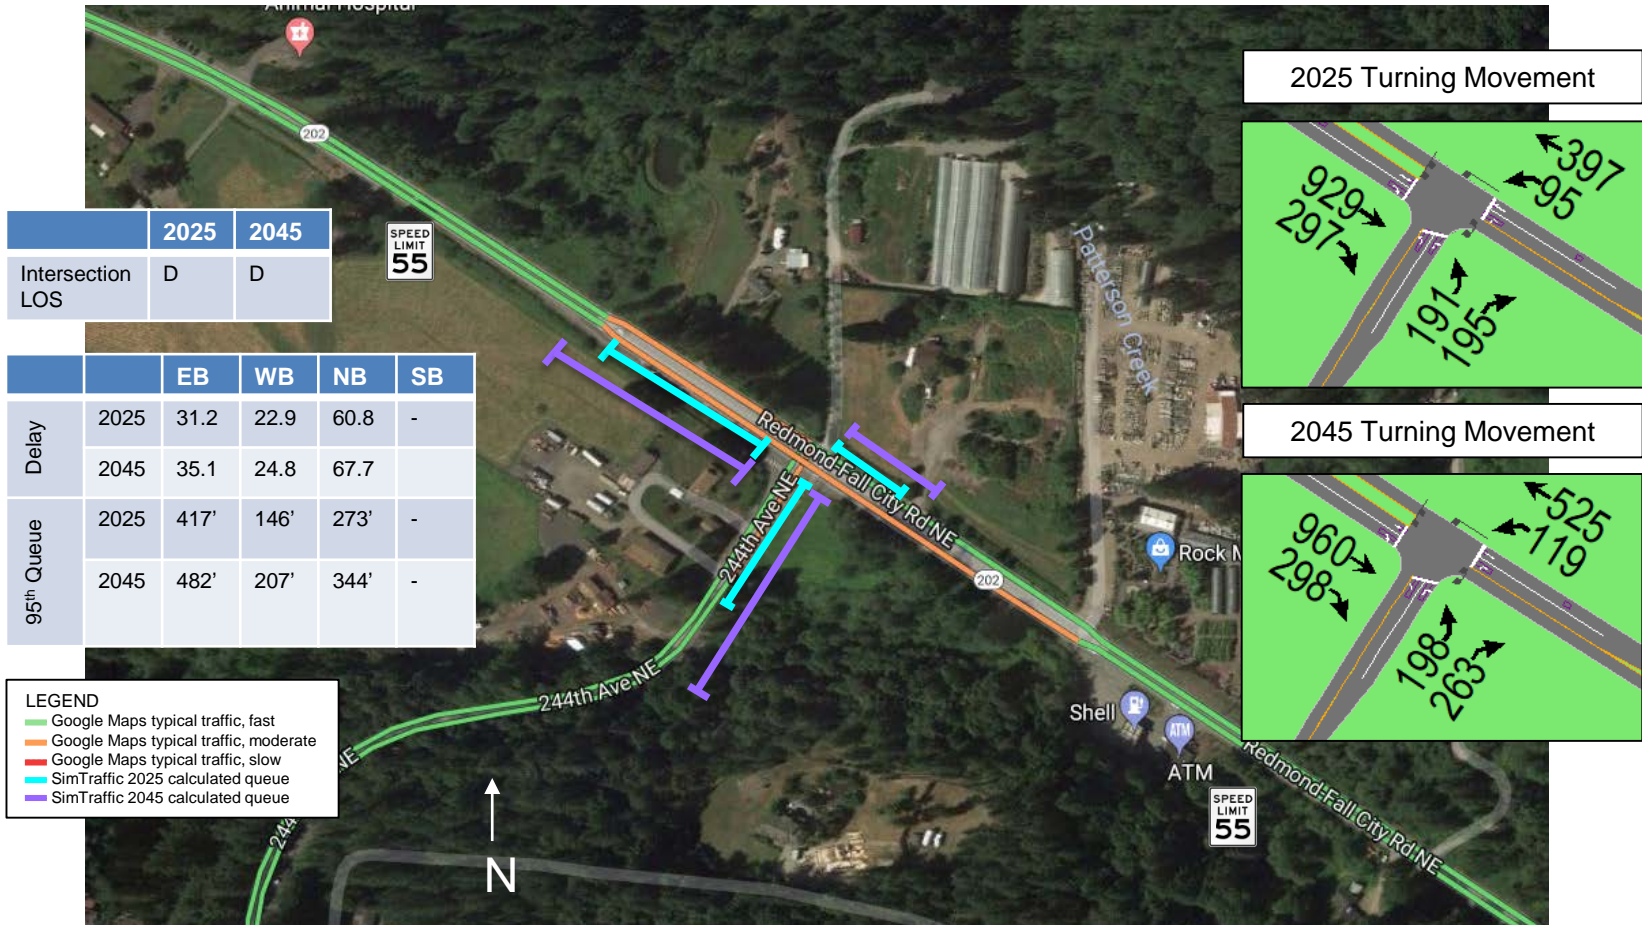 Animal Hospital
202
SPEED
LIMIT
55
2025 2045
Intersection
LOS
D D
EB WB NB SB
Delay
2025 31.2 22.9 60.8 -
2045 35.1 24.8 67.7
95th Queue
2025 417' 146' 273' -
2045 482' 207' 344' -
LEGEND
Google Maps typical traffic, fast
Google Maps typical traffic, moderate
Google Maps typical traffic, slow
SimTraffic 2025 calculated queue
SimTraffic 2045 calculated queue
N
Redmond-Fall City Rd NE
244th Ave NE
244th Ave NE
NE
244
Patterson Creek
Rock M
202
Shell
ATM
ATM
SPEED
LIMIT
55
Redmond-Fall City Rd NE
2025 Turning Movement
397
95
929
297
191
195
2045 Turning Movement
525
119
960
298
198
263